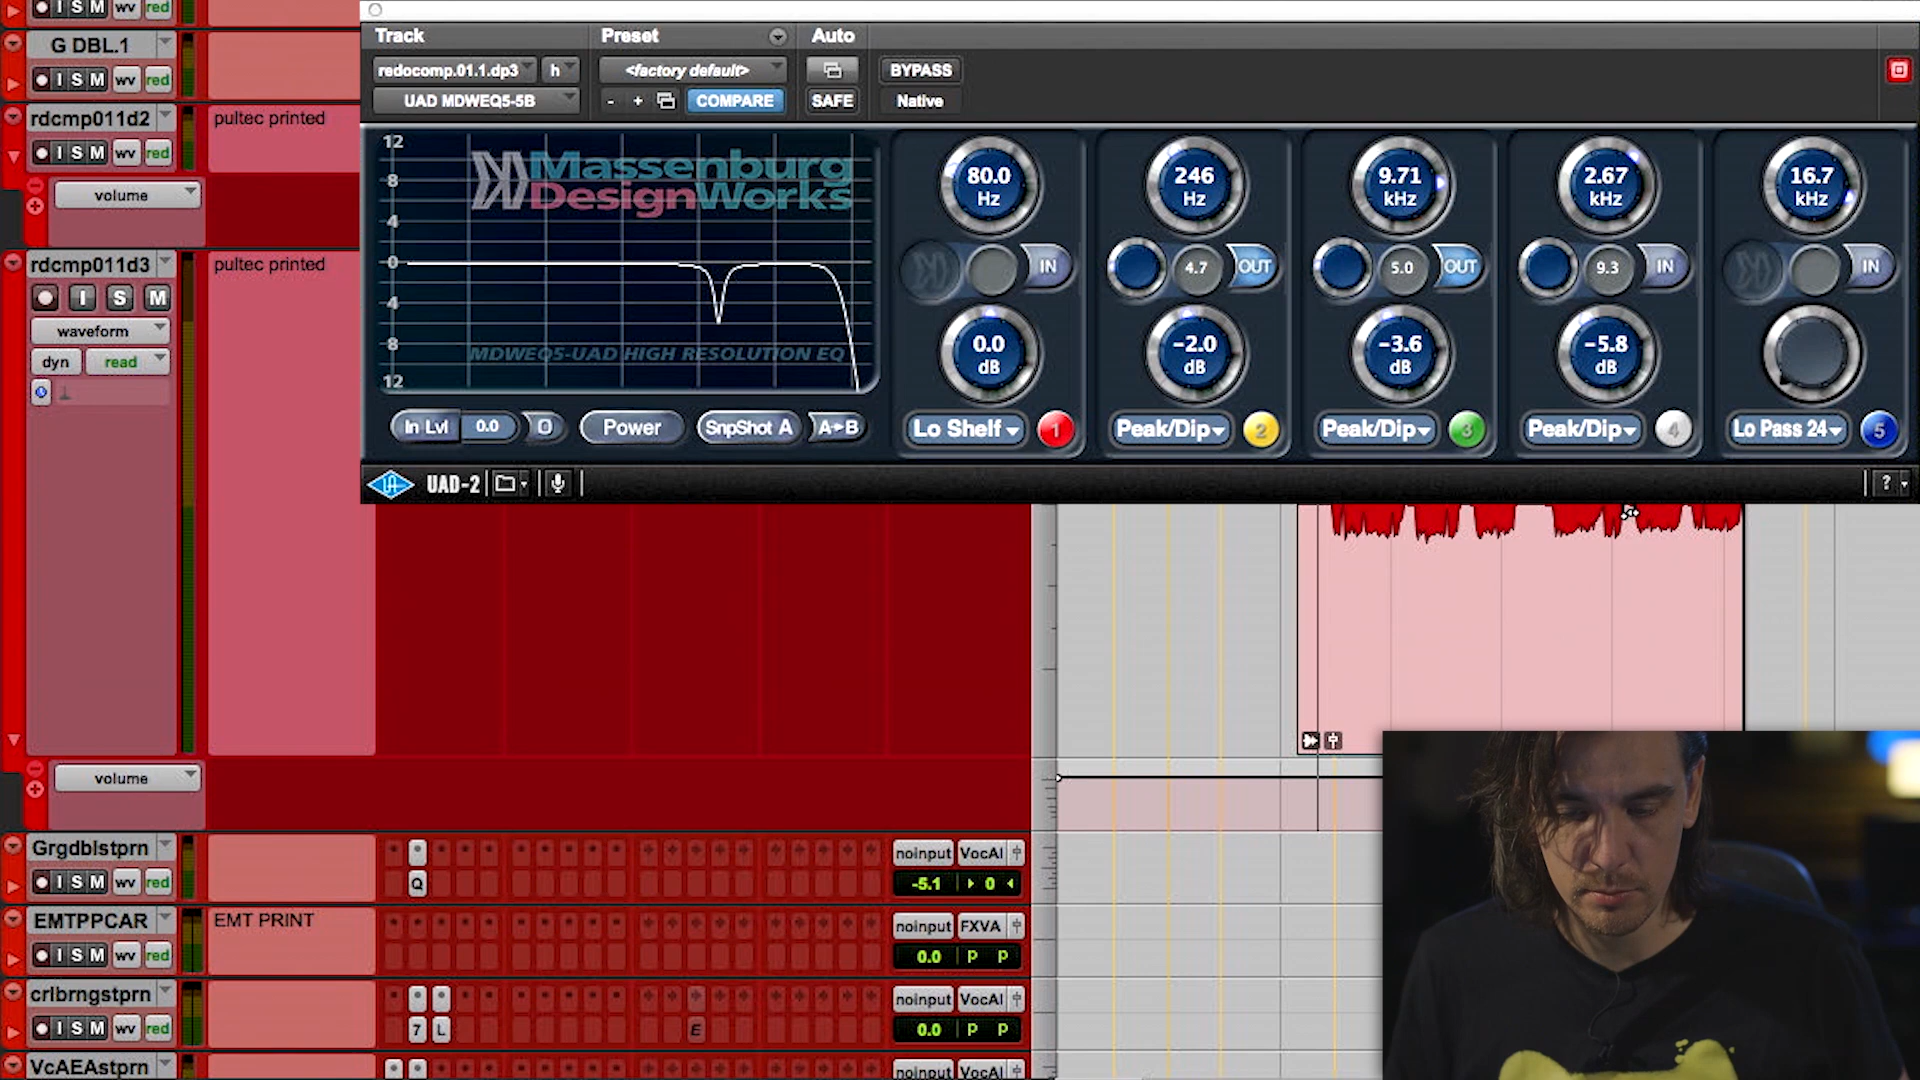 Track Preset Auto
redocomp.01.1.dp3 h <factory default> BYPASS
UAD MDWEQ5-5B - + COMPARE SAFE Native
I S M wv red
G DBL.1
I S M wv red
rdcmp011d2 pultec printed
I S M wv red
volume
rdcmp011d3 pultec printed
I S M
waveform
dyn read
volume
12
8
4
0
4
8
12
Massenburg
DesignWorks
MDWEQ5-UAD HIGH RESOLUTION EQ
In Lvl 0.0 Ø Power SnpShot A A▸B
80.0 Hz
IN
0.0 dB
Lo Shelf 1
246 Hz
4.7 OUT
-2.0 dB
Peak/Dip 2
9.71 kHz
5.0 OUT
-3.6 dB
Peak/Dip 3
2.67 kHz
9.3 IN
-5.8 dB
Peak/Dip 4
16.7 kHz
IN
Lo Pass 24 5
UA UAD-2 ?
Grgdblstprn noinput VocAl
I S M wv red Q -5.1 0
EMTPPCAR EMT PRINT noinput FXVA
I S M wv red 0.0 P P
crlbrngstprn noinput VocAl
I S M wv red 7 L E 0.0 P P
VcAEAstprn noinput VocAl